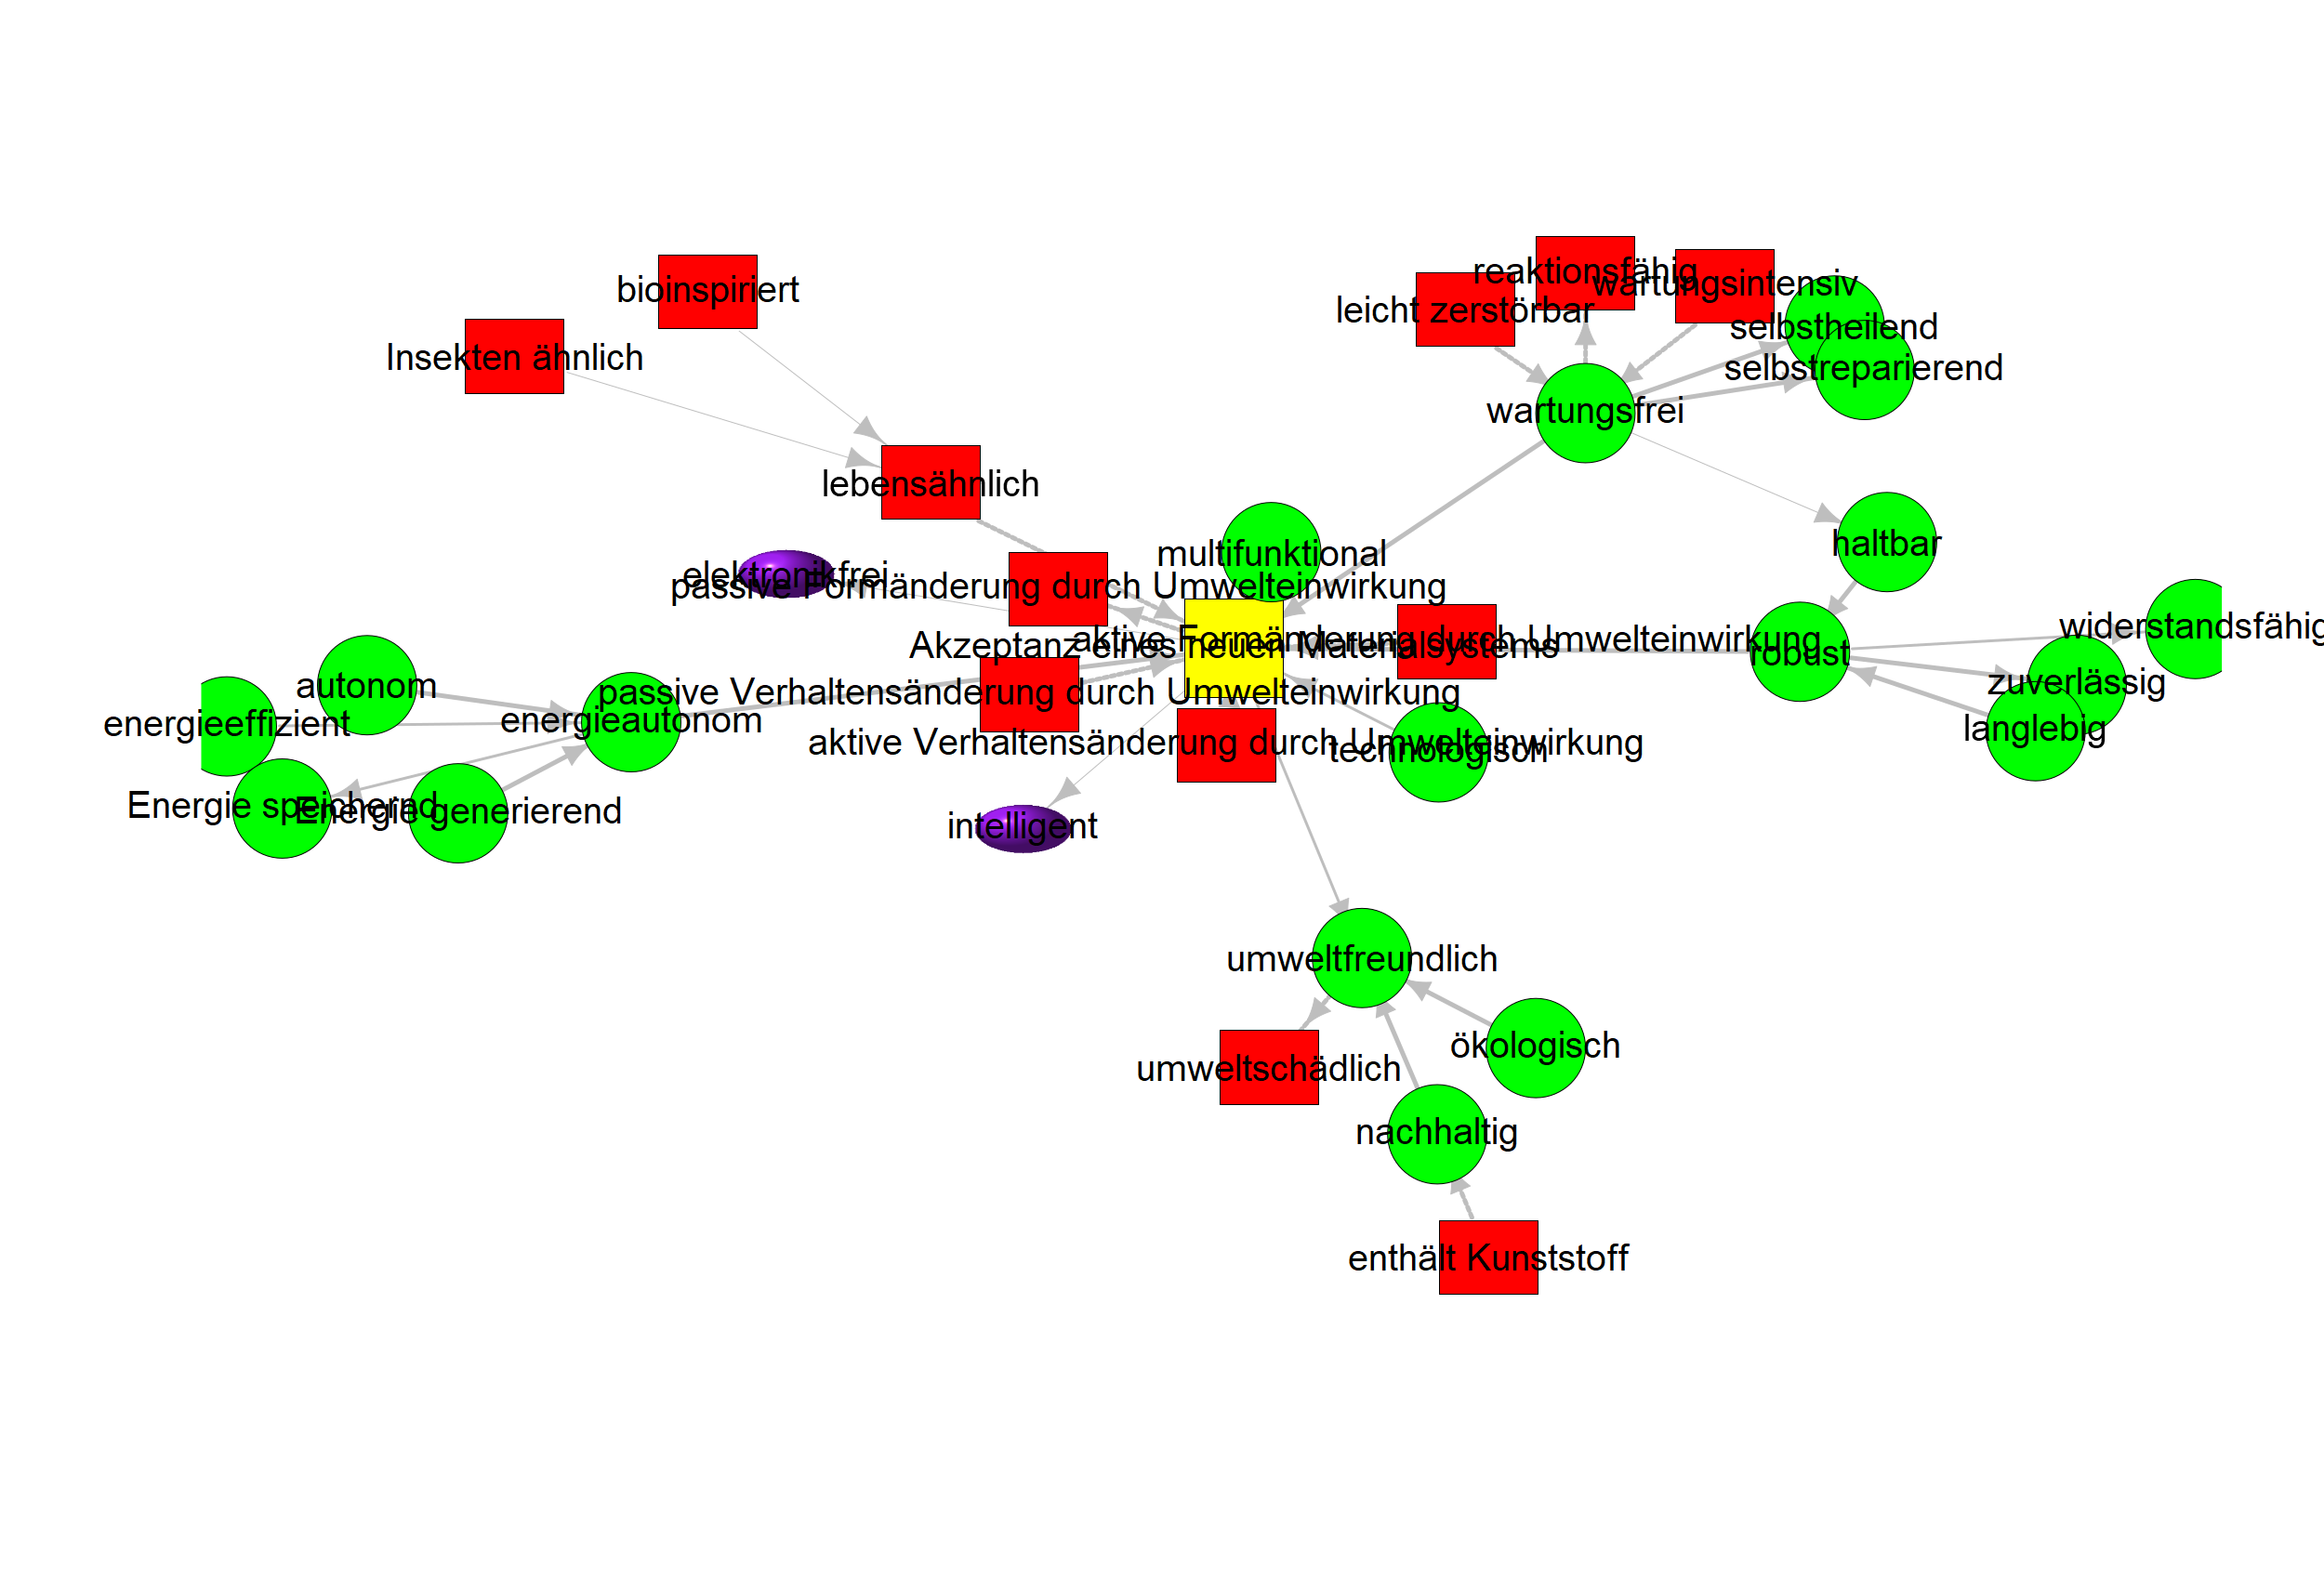 reaktionsfähig
wartungsintensiv
bioinspiriert
leicht zerstörbar
selbstheilend
Insekten ähnlich
selbstreparierend
wartungsfrei
lebensähnlich
haltbar
multifunktional
elektronikfrei
passive Formänderung durch Umwelteinwirkung
widerstandsfähig
aktive Formänderung durch Umwelteinwirkung
Akzeptanz eines neuen Materialsystems
robust
zuverlässig
autonom
passive Verhaltensänderung durch Umwelteinwirkung
energieeffizient
energieautonom
langlebig
aktive Verhaltensänderung durch Umwelteinwirkung
technologisch
Energie speichernd
Energie generierend
intelligent
umweltfreundlich
ökologisch
umweltschädlich
nachhaltig
enthält Kunststoff